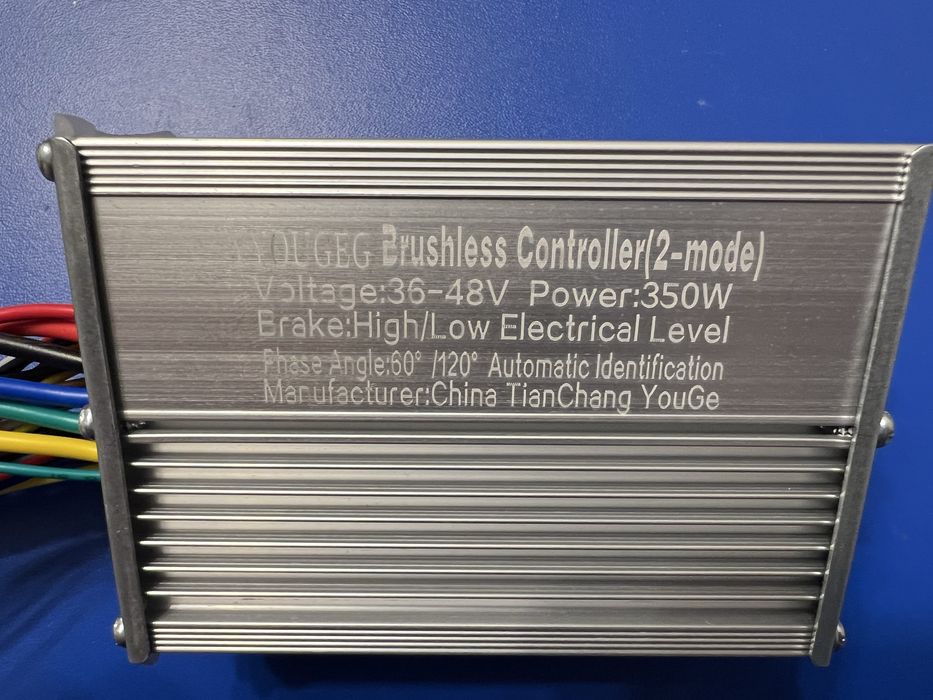 YOUGEG Brushless Controller(2-mode)
Voltage:36-48V Power:350W
Brake:High/Low Electrical Level
Phase Angle:60° /120° Automatic Identification
Manufacturer:China TianChang YouGe